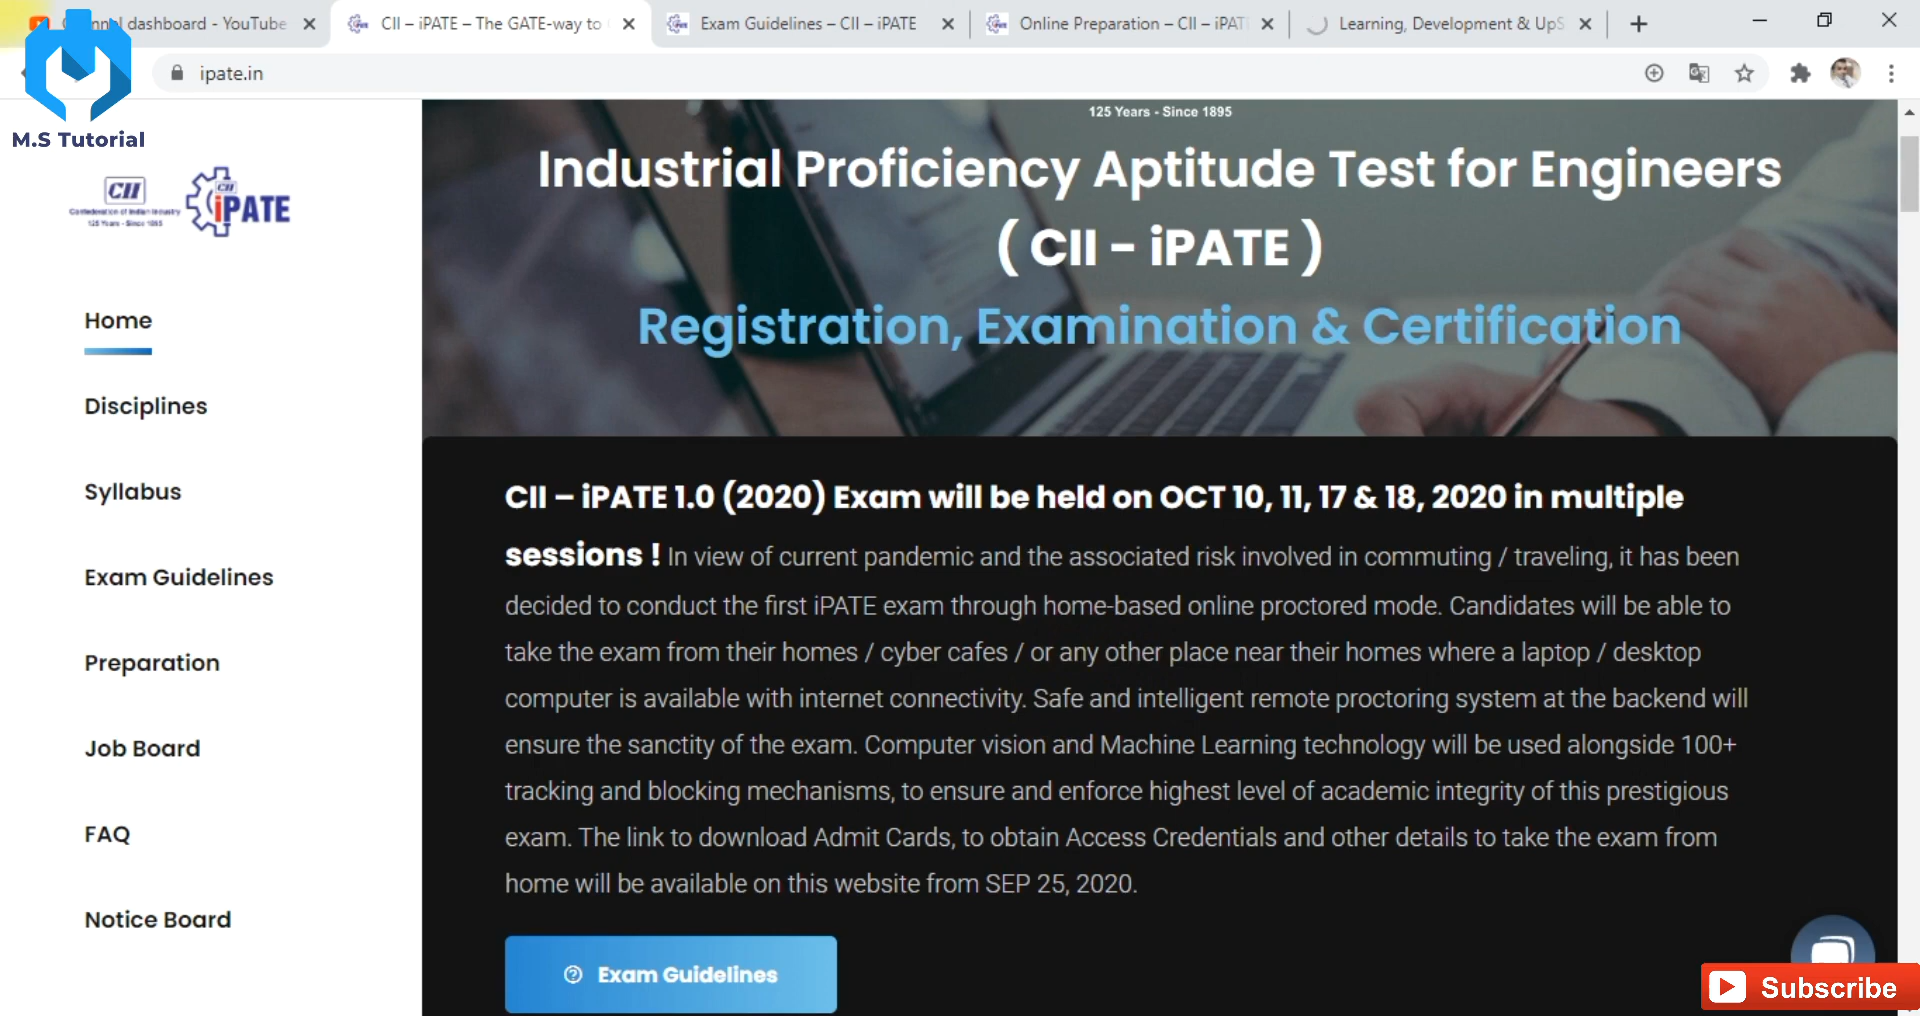 dashboard - YouTube
CII – iPATE – The GATE-way to
Exam Guidelines – CII – iPATE
Online Preparation – CII – iPAT
Learning, Development & UpS
ipate.in
M.S Tutorial
CII
Confederation of Indian Industry
125 Years - Since 1895
CII
iPATE
Home
Disciplines
Syllabus
Exam Guidelines
Preparation
Job Board
FAQ
Notice Board
125 Years - Since 1895
Industrial Proficiency Aptitude Test for Engineers
( CII - iPATE )
Registration, Examination & Certification
CII – iPATE 1.0 (2020) Exam will be held on OCT 10, 11, 17 & 18, 2020 in multiple
sessions ! In view of current pandemic and the associated risk involved in commuting / traveling, it has been
decided to conduct the first iPATE exam through home-based online proctored mode. Candidates will be able to
take the exam from their homes / cyber cafes / or any other place near their homes where a laptop / desktop
computer is available with internet connectivity. Safe and intelligent remote proctoring system at the backend will
ensure the sanctity of the exam. Computer vision and Machine Learning technology will be used alongside 100+
tracking and blocking mechanisms, to ensure and enforce highest level of academic integrity of this prestigious
exam. The link to download Admit Cards, to obtain Access Credentials and other details to take the exam from
home will be available on this website from SEP 25, 2020.
Exam Guidelines
Subscribe